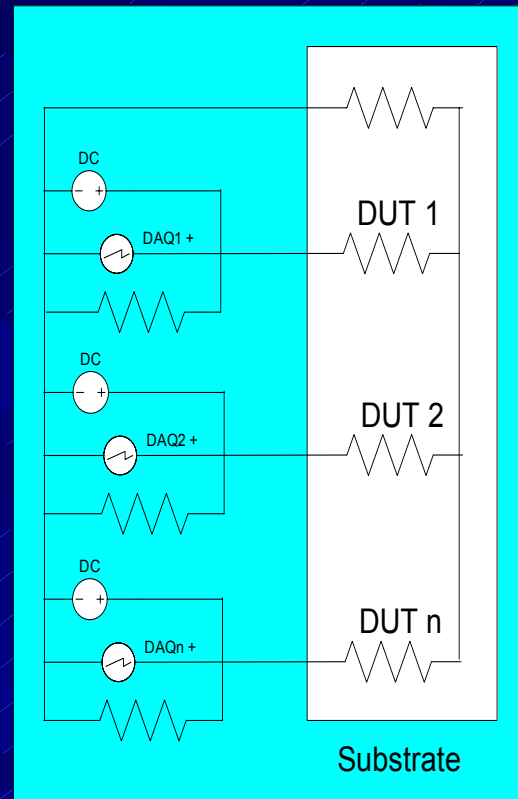 DC
- +
DAQ1 +
DUT 1
DC
- +
DAQ2 +
DUT 2
DC
- +
DAQn +
DUT n
Substrate